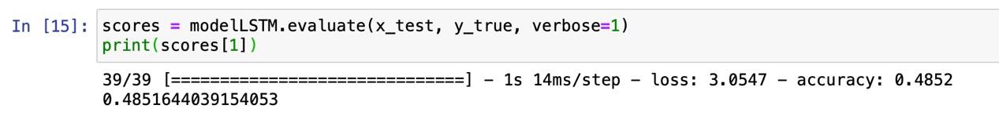 In [15]: scores = modelLSTM.evaluate(x_test, y_true, verbose=1)
print(scores[1])
39/39 [==============================] - 1s 14ms/step - loss: 3.0547 - accuracy: 0.4852
0.4851644039154053